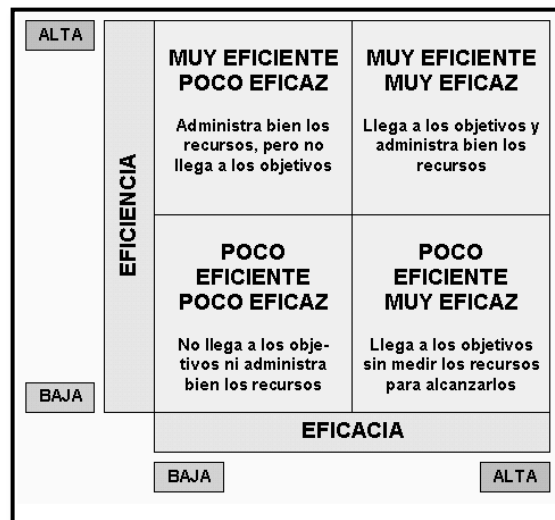 ALTA
MUY EFICIENTE
POCO EFICAZ
Administra bien los
recursos, pero no
llega a los objetivos
MUY EFICIENTE
MUY EFICAZ
Llega a los objetivos y
administra bien los
recursos
EFICIENCIA
POCO
EFICIENTE
POCO EFICAZ
No llega a los obje-
tivos ni administra
bien los recursos
POCO
EFICIENTE
MUY EFICAZ
Llega a los objetivos
sin medir los recursos
para alcanzarlos
BAJA
EFICACIA
BAJA
ALTA